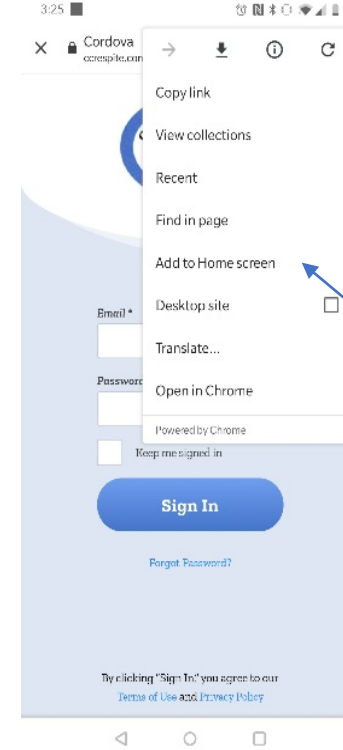 3:25
Cordova
ccrespite.com
Copy link
View collections
Recent
Find in page
Add to Home screen
Desktop site
Translate...
Open in Chrome
Powered by Chrome
Email *
Password
Keep me signed in
Sign In
Forgot Password?
By clicking "Sign In" you agree to our
Terms of Use and Privacy Policy